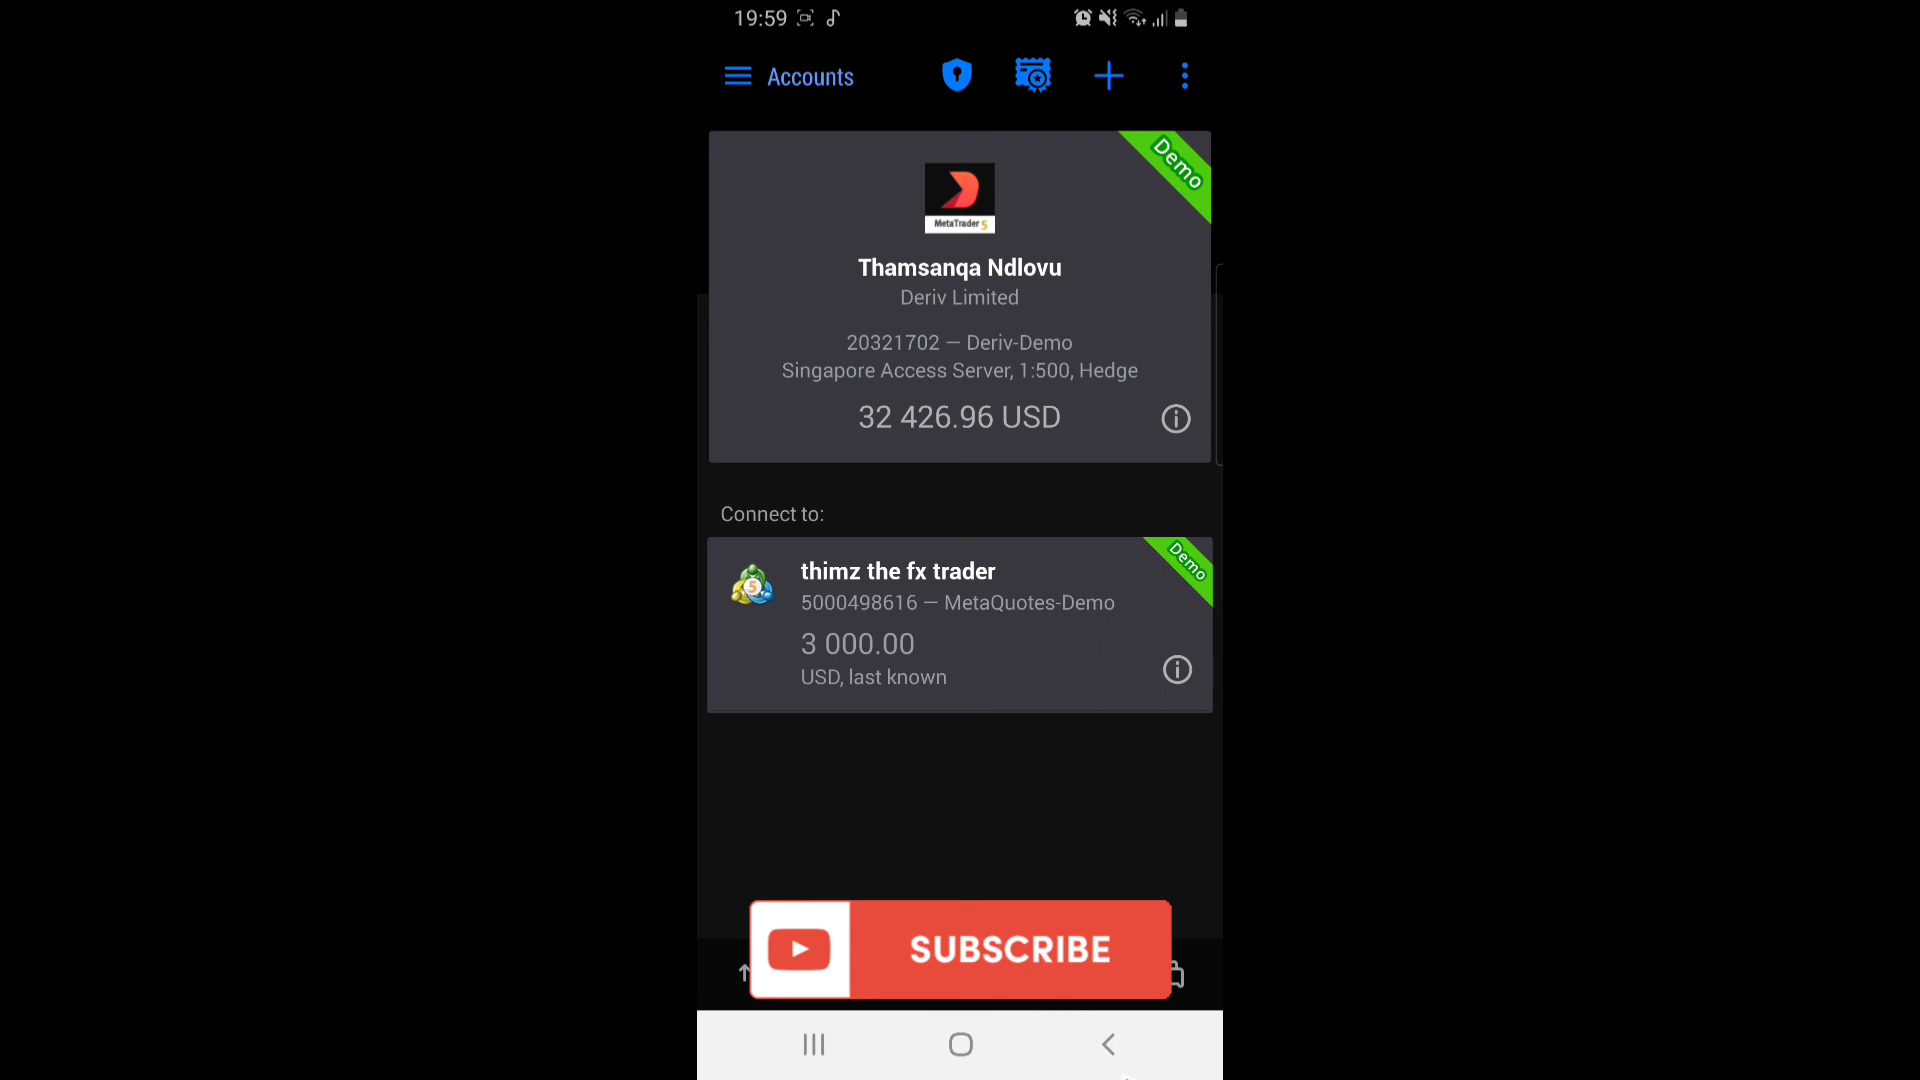 19:59
Accounts
Demo
MetaTrader 5
Thamsanqa Ndlovu
Deriv Limited
20321702 — Deriv-Demo
Singapore Access Server, 1:500, Hedge
32 426.96 USD
Connect to:
Demo
5
thimz the fx trader
5000498616 — MetaQuotes-Demo
3 000.00
USD, last known
SUBSCRIBE